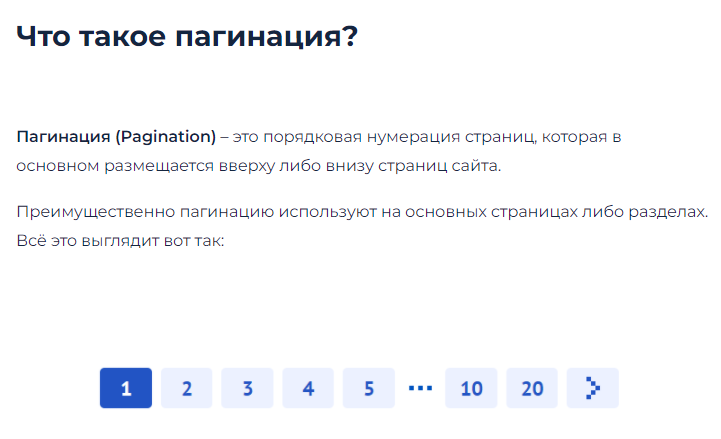 Что такое пагинация?
Пагинация (Pagination) – это порядковая нумерация страниц, которая в
основном размещается вверху либо внизу страниц сайта.
Преимущественно пагинацию используют на основных страницах либо разделах.
Всё это выглядит вот так:
1 2 3 4 5 ... 10 20 >